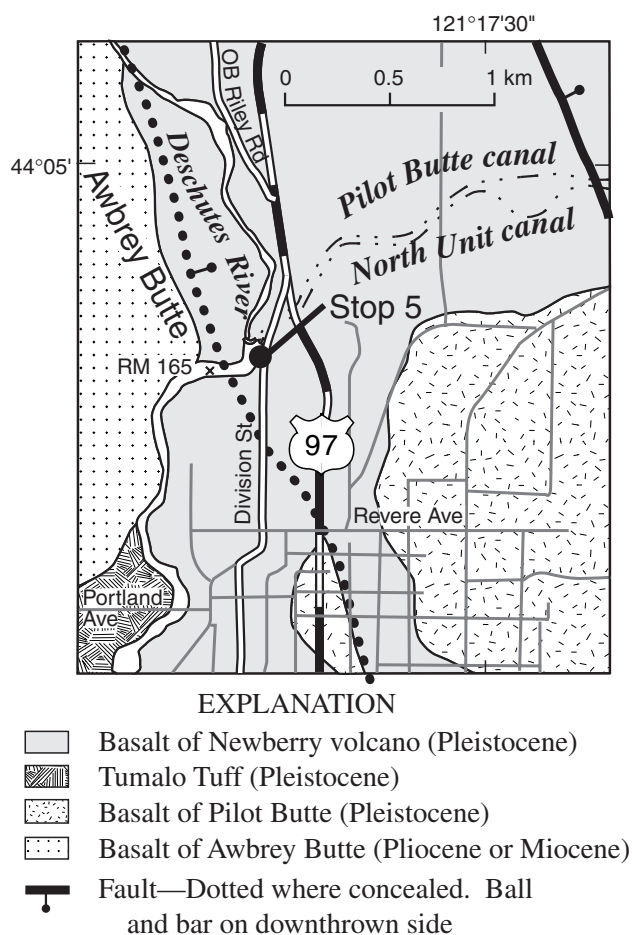 121°17'30"
OB Riley Rd
0 0.5 1 km
44°05'
Deschutes River
Pilot Butte canal
North Unit canal
Awbrey Butte
Stop 5
RM 165
97
Division St
Revere Ave
Portland
Ave
EXPLANATION
Basalt of Newberry volcano (Pleistocene)
Tumalo Tuff (Pleistocene)
Basalt of Pilot Butte (Pleistocene)
Basalt of Awbrey Butte (Pliocene or Miocene)
Fault—Dotted where concealed. Ball
and bar on downthrown side